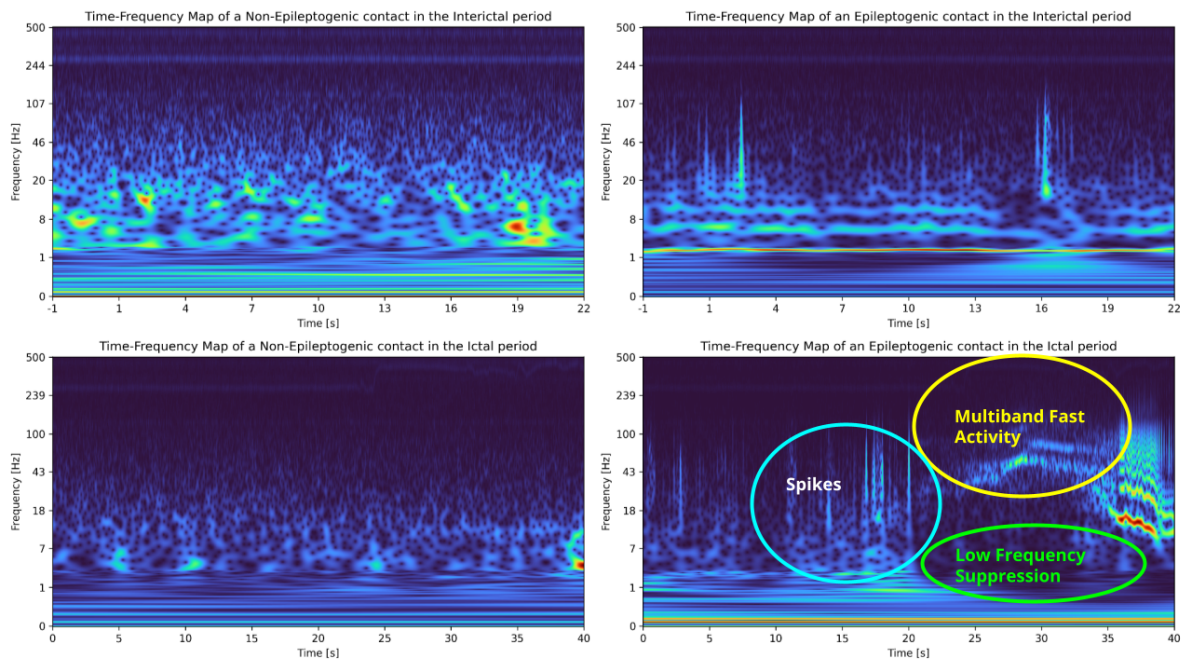 Time-Frequency Map of a Non-Epileptogenic contact in the Interictal period
500
244
107
46
20
8
1
0
Frequency [Hz]
-1 1 4 7 10 13 16 19 22
Time [s]
Time-Frequency Map of an Epileptogenic contact in the Interictal period
500
244
107
46
20
8
1
0
Frequency [Hz]
-1 1 4 7 10 13 16 19 22
Time [s]
Time-Frequency Map of a Non-Epileptogenic contact in the Ictal period
500
239
100
43
18
7
1
0
Frequency [Hz]
0 5 10 15 20 25 30 35 40
Time [s]
Time-Frequency Map of an Epileptogenic contact in the Ictal period
500
239
100
43
18
7
1
0
Frequency [Hz]
Multiband Fast
Activity
Spikes
Low Frequency
Suppression
0 5 10 15 20 25 30 35 40
Time [s]